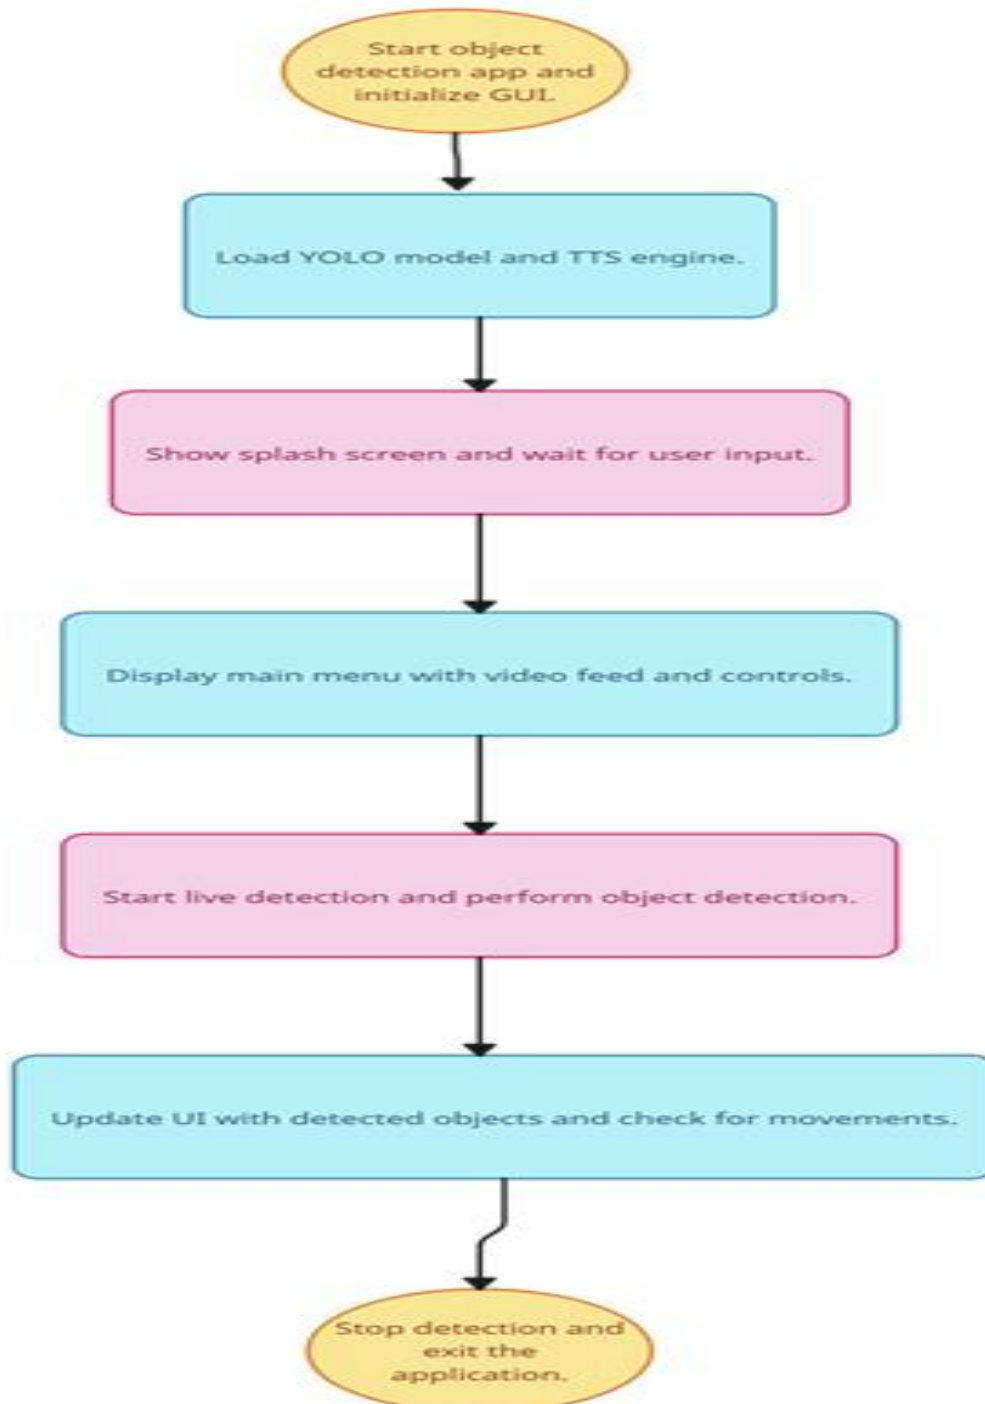 Start object
detection app and
initialize GUI.
Load YOLO model and TTS engine.
Show splash screen and wait for user input.
Display main menu with video feed and controls.
Start live detection and perform object detection.
Update UI with detected objects and check for movements.
Stop detection and
exit the
application.